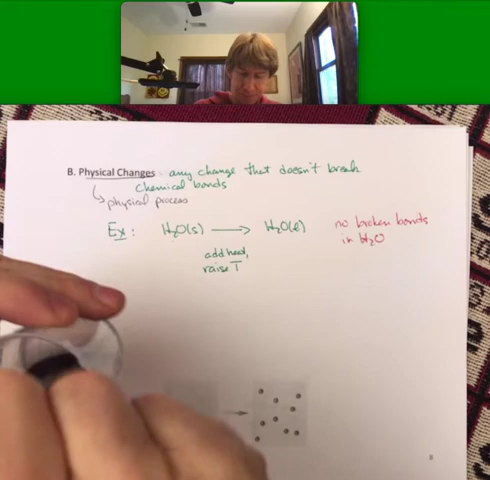 B. Physical Changes - any change that doesn't break
chemical bonds
↳ physical process
Ex: H₂O(s) ⟶ H₂O(l) no broken bonds
in H₂O
add heat,
raise T
8